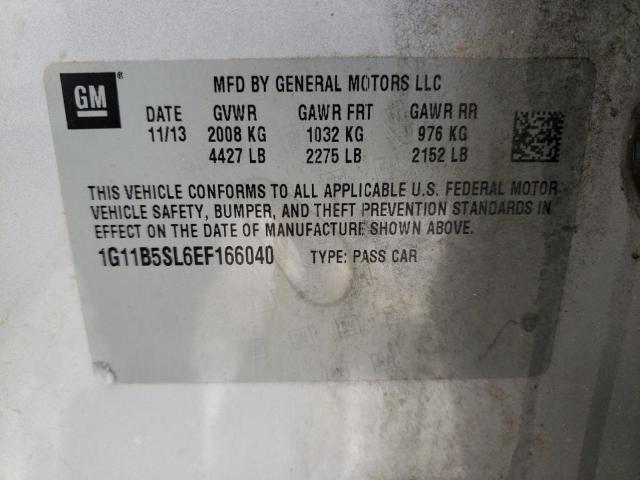 GM ®
MFD BY GENERAL MOTORS LLC
DATE GVWR GAWR FRT GAWR RR
11/13 2008 KG 1032 KG 976 KG
4427 LB 2275 LB 2152 LB
THIS VEHICLE CONFORMS TO ALL APPLICABLE U.S. FEDERAL MOTOR
VEHICLE SAFETY, BUMPER, AND THEFT PREVENTION STANDARDS IN
EFFECT ON THE DATE OF MANUFACTURE SHOWN ABOVE.
1G11B5SL6EF166040 TYPE: PASS CAR